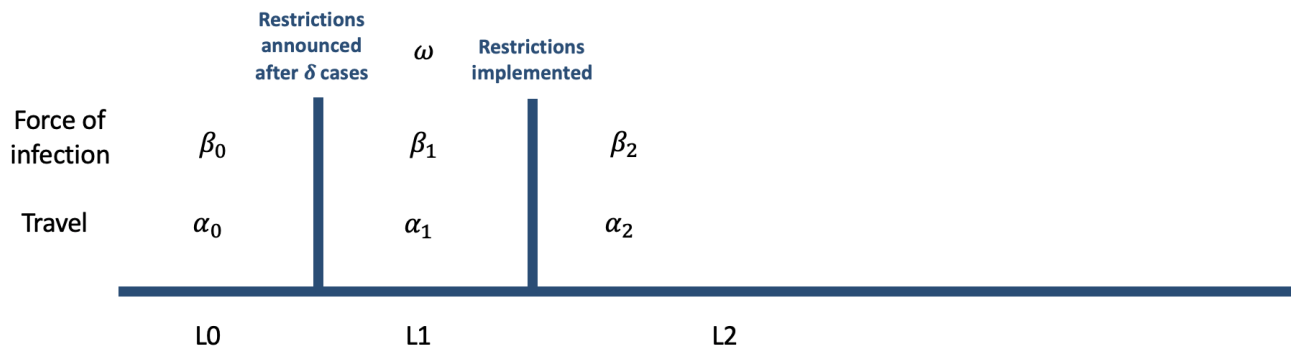 Restrictions
announced
after δ cases
ω
Restrictions
implemented
Force of
infection
β₀
β₁
β₂
Travel
α₀
α₁
α₂
L0
L1
L2